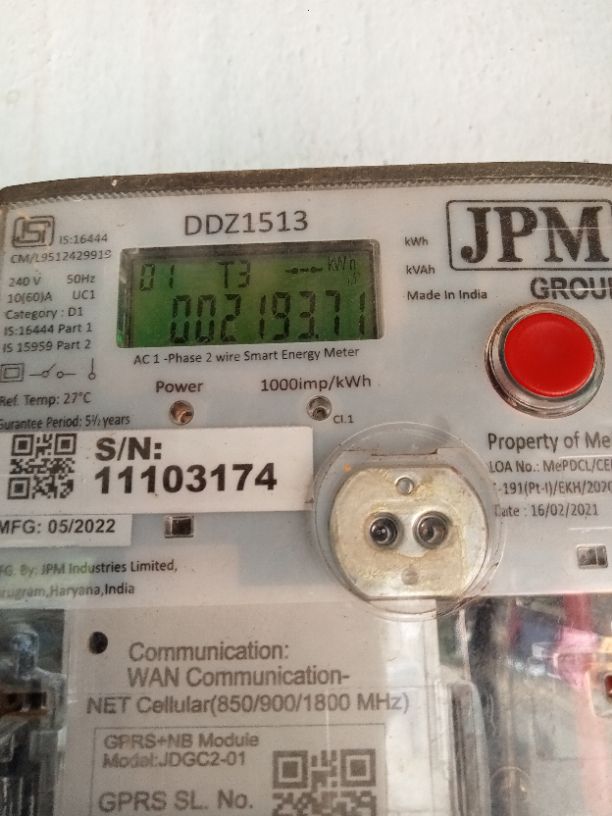 DDZ1513
IS:16444
CM/L9512429919
240 V 50Hz
10(60)A UC1
Category : D1
IS:16444 Part 1
IS 15959 Part 2
Ref. Temp: 27°C
Gurantee Period: 5½ years
01 T3 kWh
002193.71
AC 1 -Phase 2 wire Smart Energy Meter
Power 1000imp/kWh
Cl.1
kWh
kVAh
Made in India
JPM
GROUP
S/N:
11103174
MFG: 05/2022
By: JPM Industries Limited,
Haryana,India
Property of Me
LOA No.: MePDCL/CE
-191(Pt-I)/EKH/2020
Date : 16/02/2021
Communication:
WAN Communication-
NET Cellular(850/900/1800 MHz)
GPRS+NB Module
Model:JDGC2-01
GPRS SL. No.